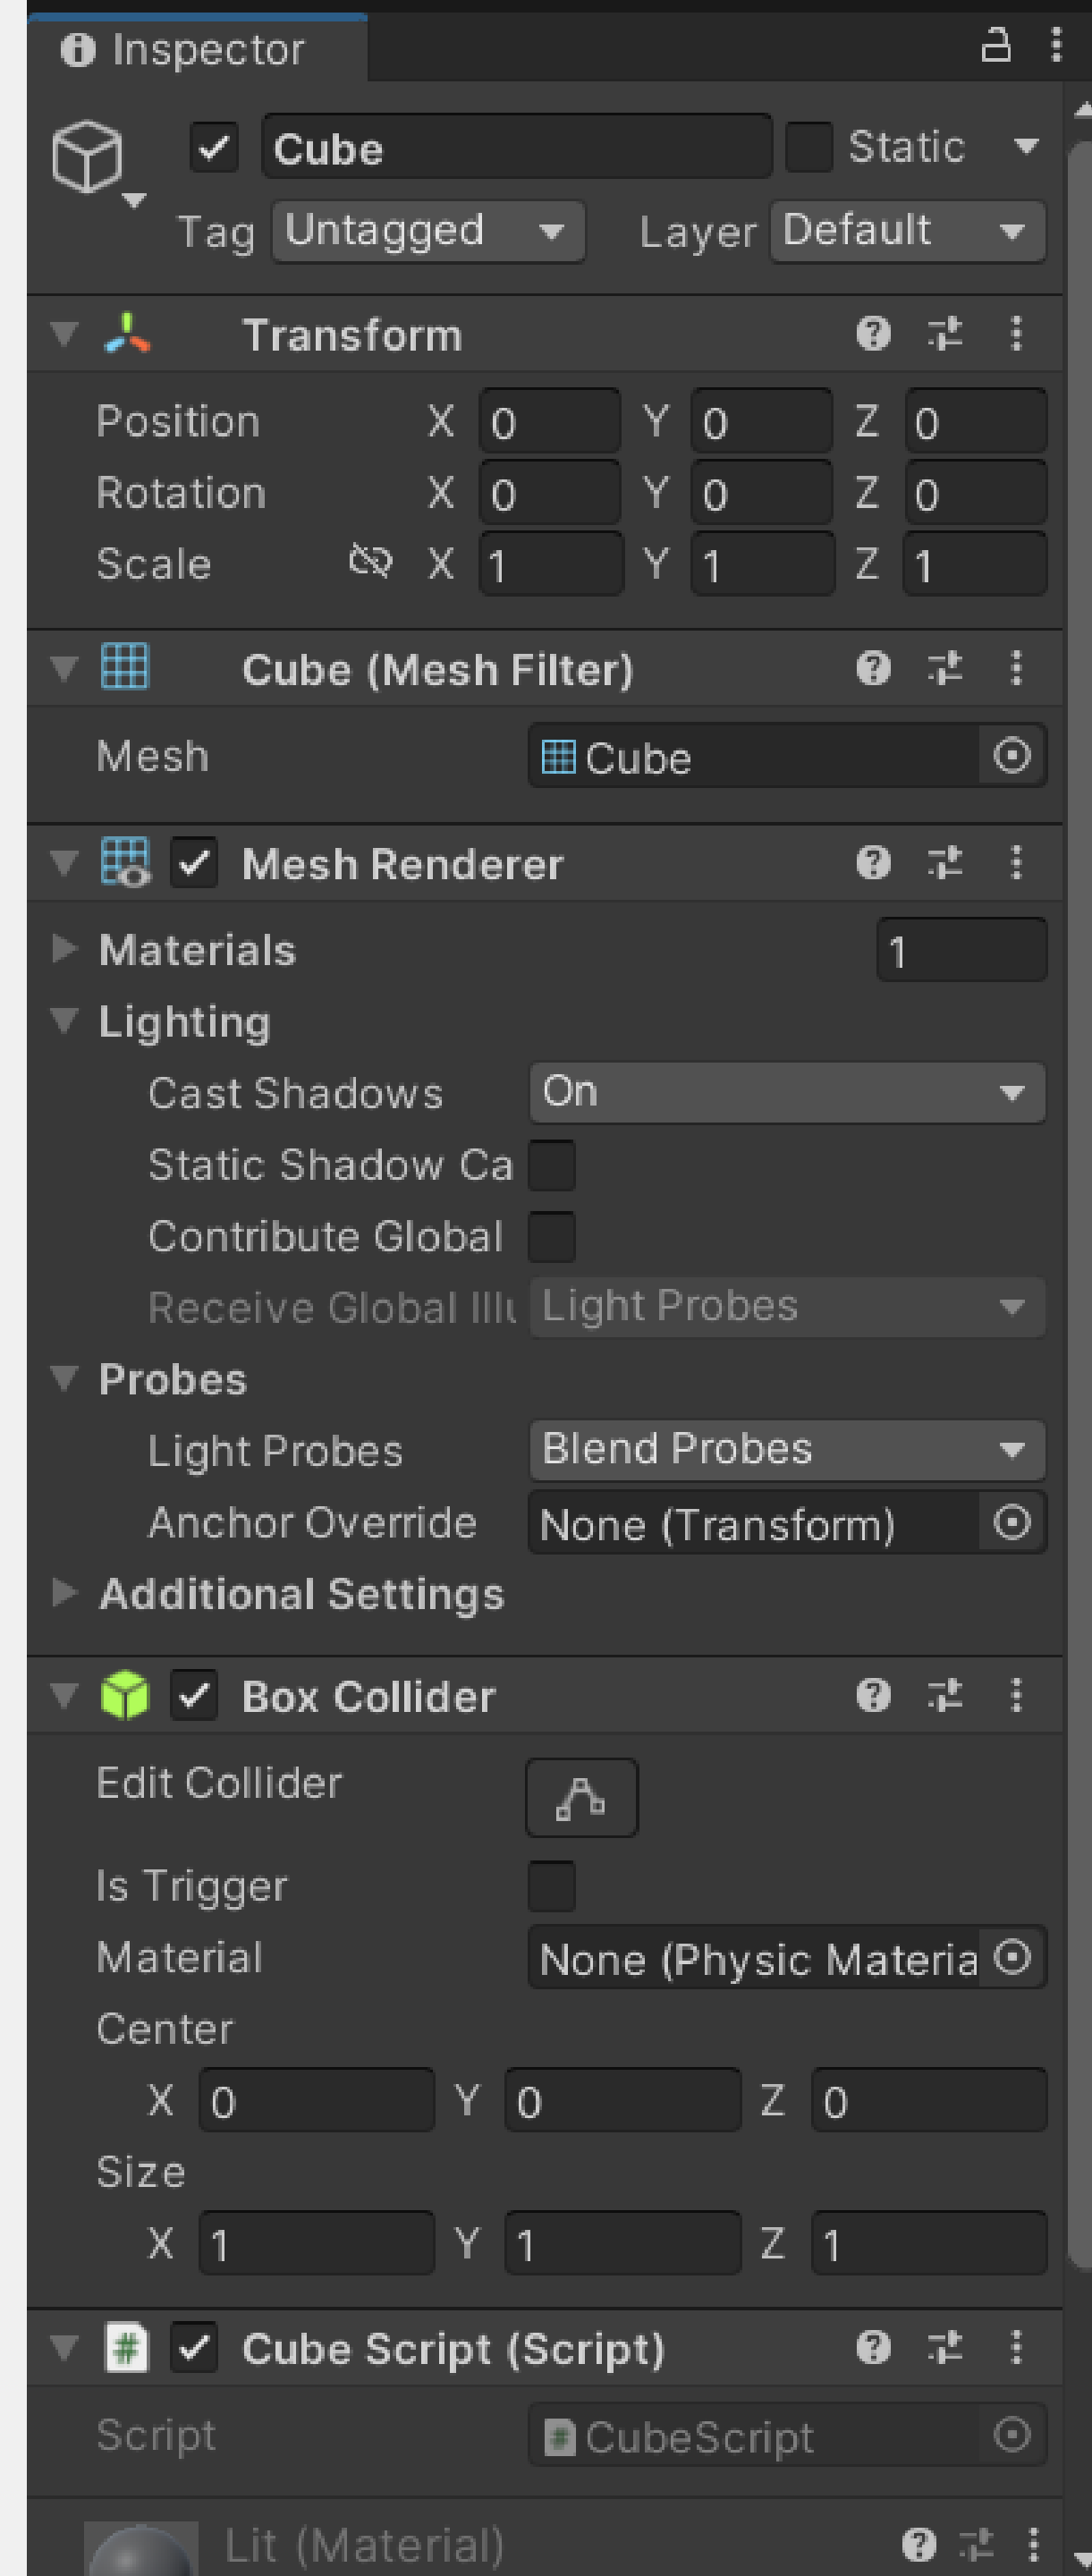 Inspector
Cube Static
Tag Untagged Layer Default
Transform
Position X 0 Y 0 Z 0
Rotation X 0 Y 0 Z 0
Scale X 1 Y 1 Z 1
Cube (Mesh Filter)
Mesh Cube
Mesh Renderer
Materials 1
Lighting
Cast Shadows On
Static Shadow Ca
Contribute Global
Receive Global Illu Light Probes
Probes
Light Probes Blend Probes
Anchor Override None (Transform)
Additional Settings
Box Collider
Edit Collider
Is Trigger
Material None (Physic Materia
Center
X 0 Y 0 Z 0
Size
X 1 Y 1 Z 1
# Cube Script (Script)
Script # CubeScript
Lit (Material)